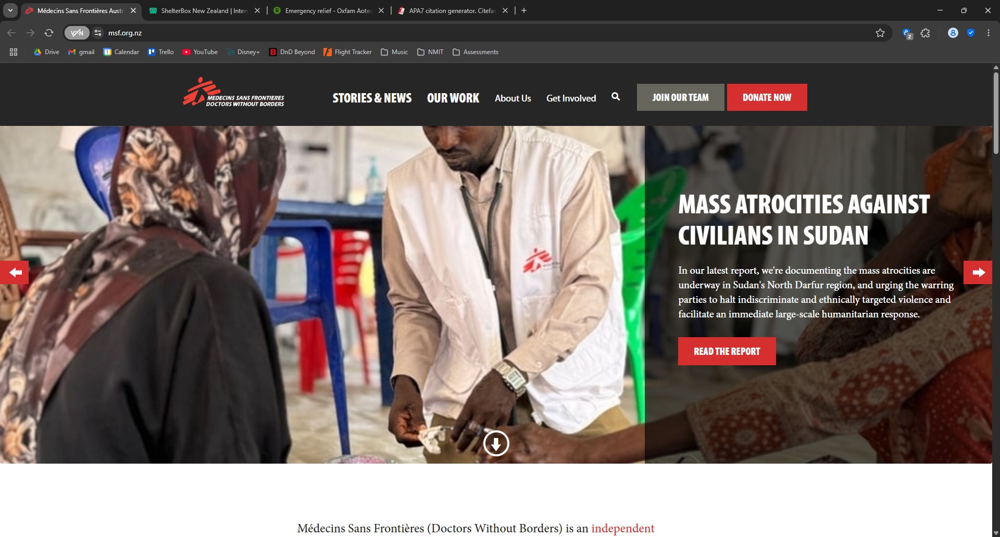 Médecins Sans Frontières Austr
ShelterBox New Zealand | Inter
Emergency relief - Oxfam Aotea
APA7 citation generator. Citefas
VPN
msf.org.nz
2
Drive
gmail
Calendar
Trello
YouTube
Disney+
DnD Beyond
Flight Tracker
Music
NMIT
Assessments
MEDECINS SANS FRONTIERES
DOCTORS WITHOUT BORDERS
STORIES & NEWS
OUR WORK
About Us
Get Involved
JOIN OUR TEAM
DONATE NOW
MASS ATROCITIES AGAINST
CIVILIANS IN SUDAN
In our latest report, we're documenting the mass atrocities are
underway in Sudan's North Darfur region, and urging the warring
parties to halt indiscriminate and ethnically targeted violence and
facilitate an immediate large-scale humanitarian response.
READ THE REPORT
Médecins Sans Frontières (Doctors Without Borders) is an independent